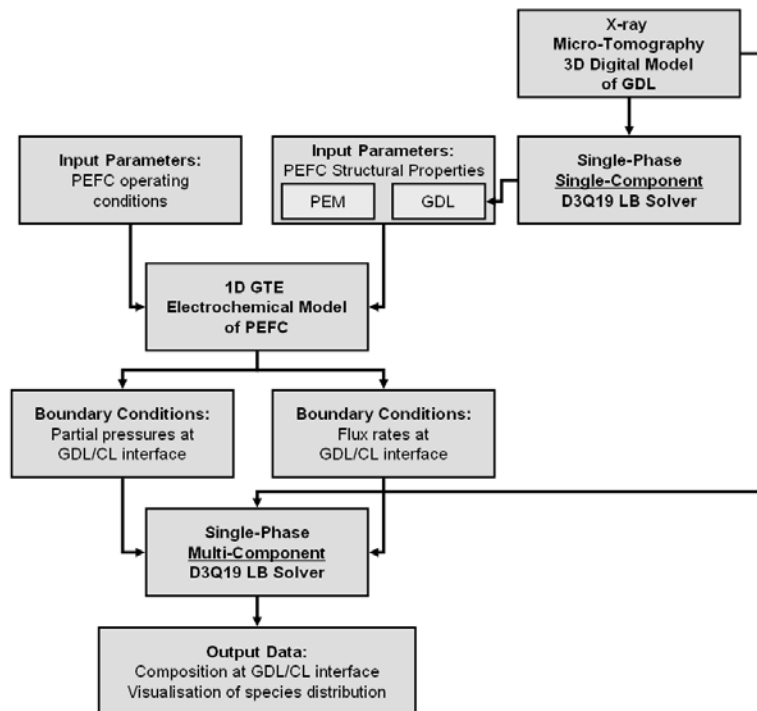 X-ray
Micro-Tomography
3D Digital Model
of GDL
Input Parameters:
PEFC operating
conditions
Input Parameters:
PEFC Structural Properties
PEM
GDL
Single-Phase
Single-Component
D3Q19 LB Solver
1D GTE
Electrochemical Model
of PEFC
Boundary Conditions:
Partial pressures at
GDL/CL interface
Boundary Conditions:
Flux rates at
GDL/CL interface
Single-Phase
Multi-Component
D3Q19 LB Solver
Output Data:
Composition at GDL/CL interface
Visualisation of species distribution